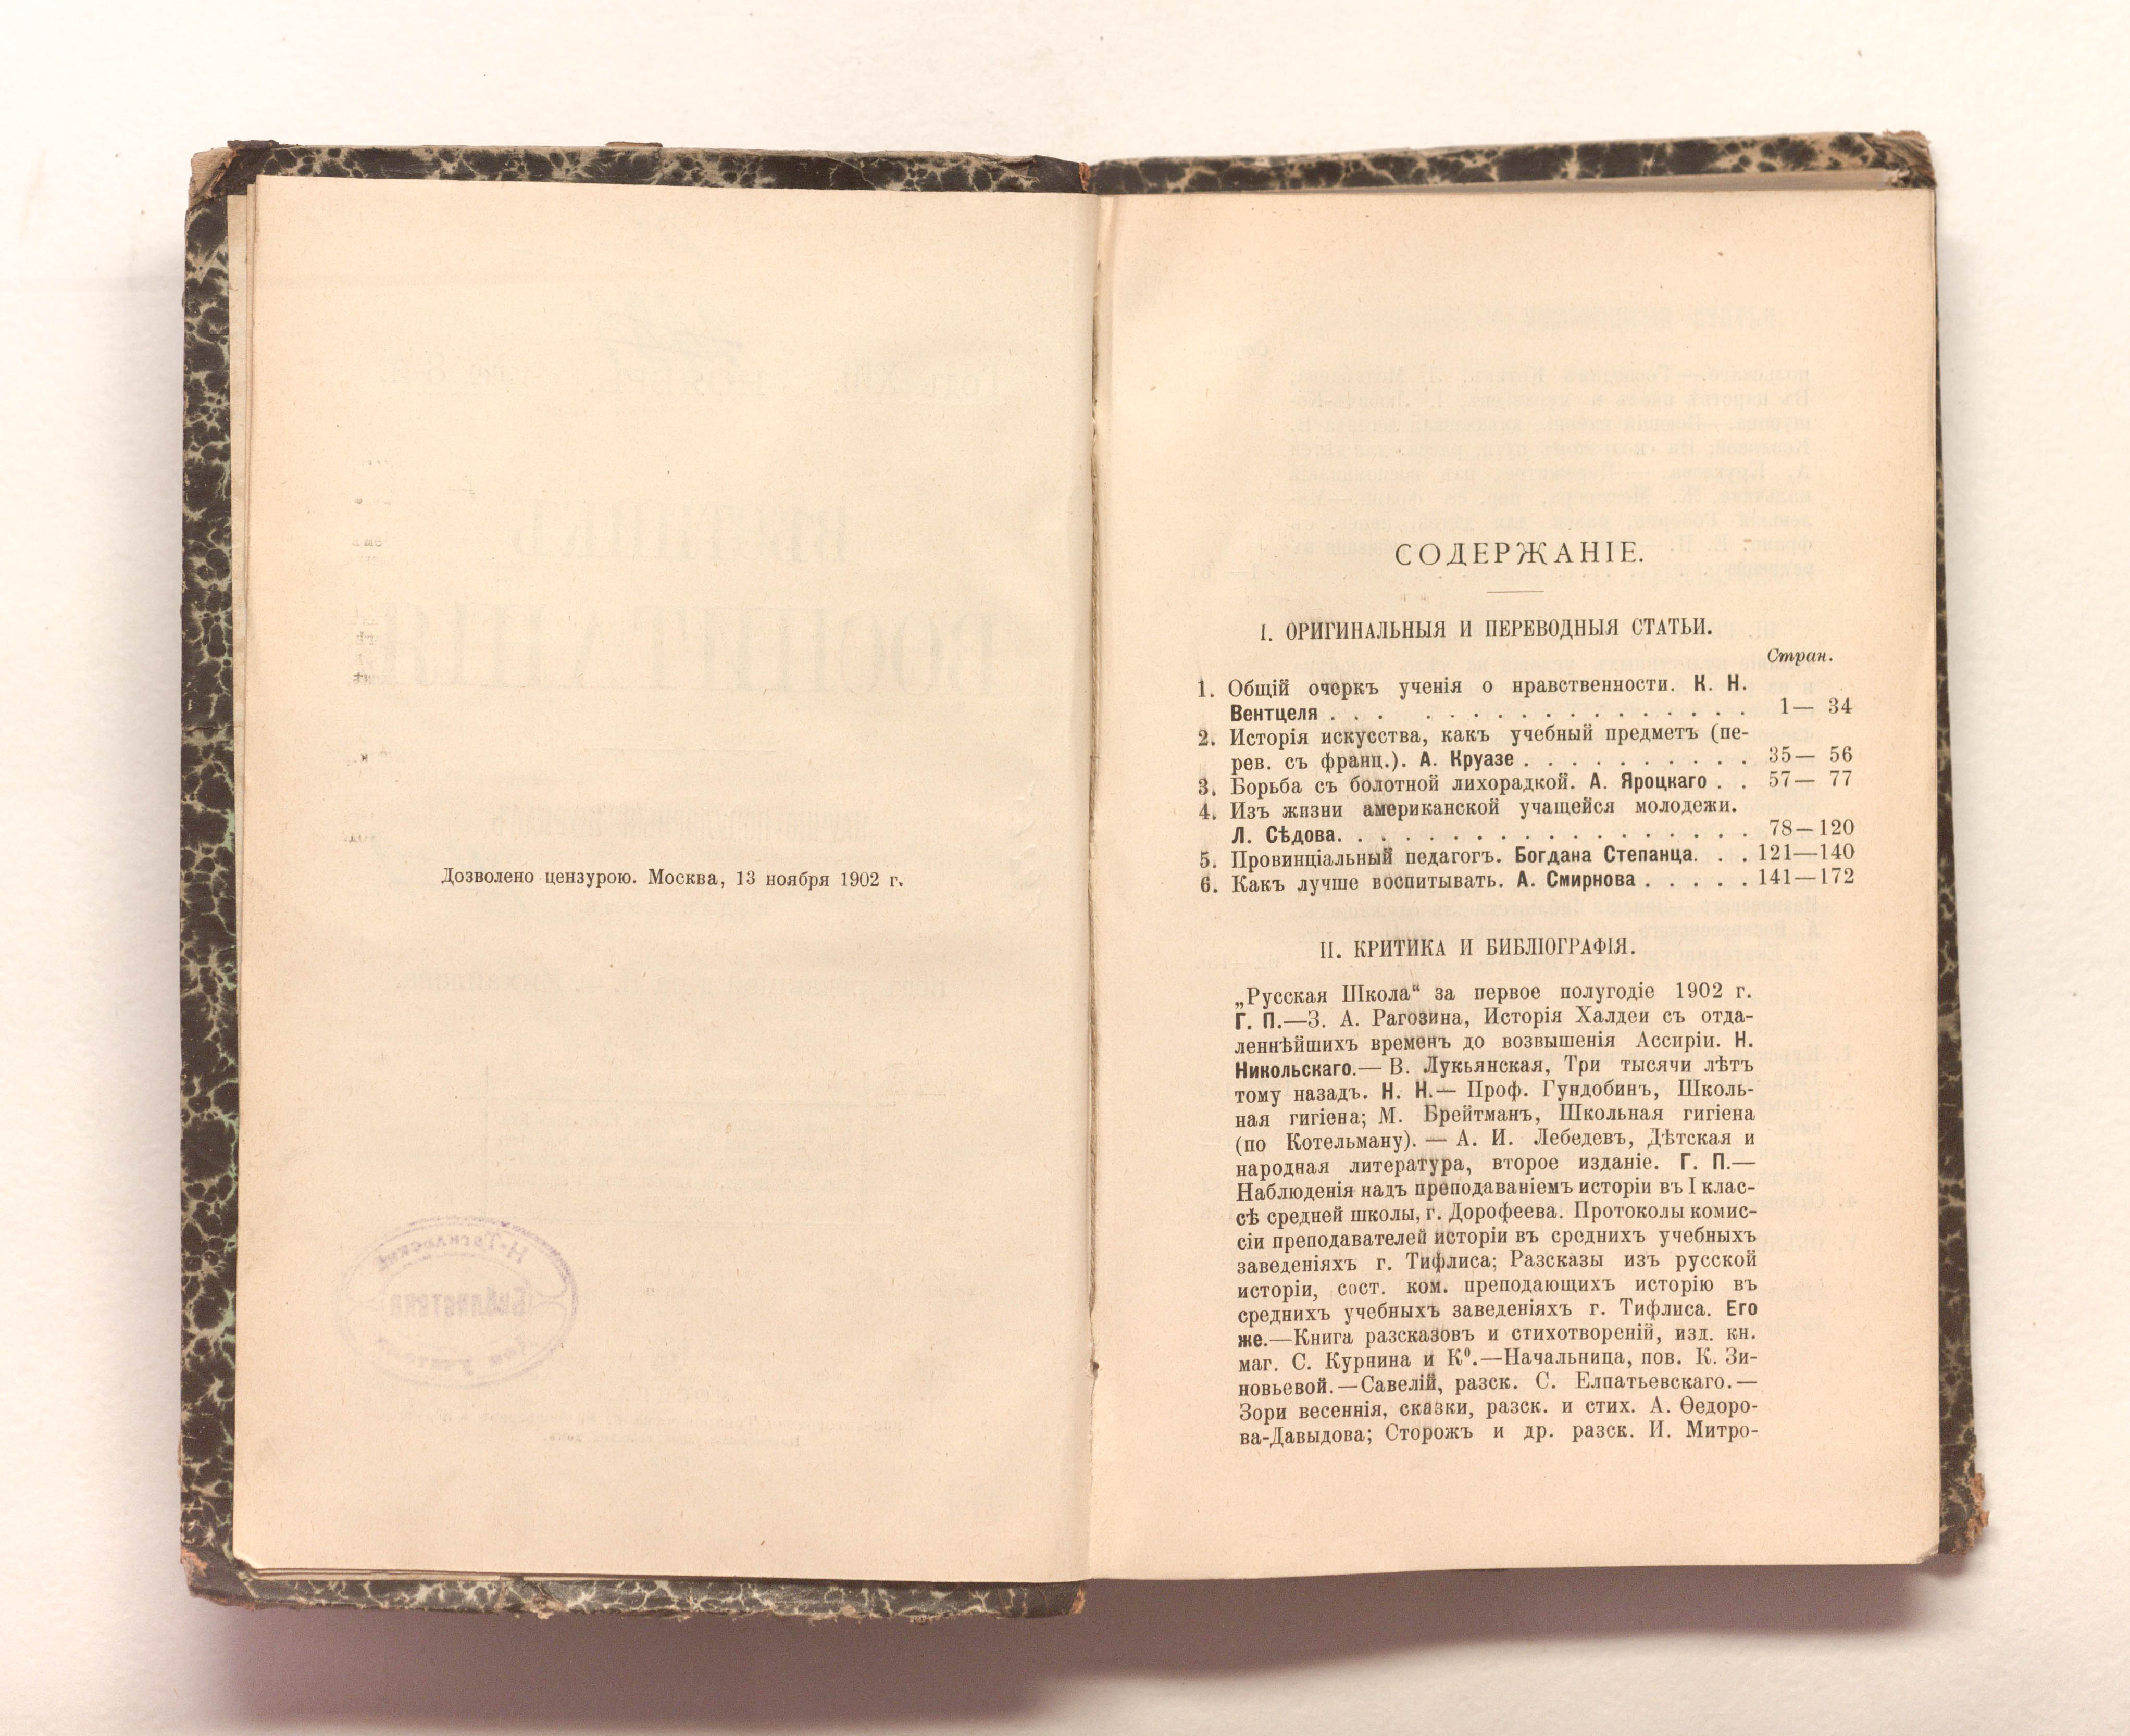 Дозволено цензурою. Москва, 13 ноября 1902 г.
СОДЕРЖАНІЕ.
I. ОРИГИНАЛЬНЫЯ И ПЕРЕВОДНЫЯ СТАТЬИ.
Стран.
1. Общій очеркъ ученія о нравственности. К. Н.
Вентцеля . . . . . . . . . . . . . . . . . . 1— 34
2. Исторія искусства, какъ учебный предметъ (пе-
рев. съ франц.). А. Круазе . . . . . . . . . . 35— 56
3. Борьба съ болотной лихорадкой. А. Яроцкаго . . 57— 77
4. Изъ жизни американской учащейся молодежи.
Л. Сѣдова. . . . . . . . . . . . . . . . . . 78—120
5. Провинціальный педагогъ. Богдана Степанца. . . 121—140
6. Какъ лучше воспитывать. А. Смирнова . . . . . 141—172
II. КРИТИКА И БИБЛІОГРАФІЯ.
„Русская Школа“ за первое полугодіе 1902 г.
Г. П.—З. А. Рагозина, Исторія Халдеи съ отда-
леннѣйшихъ временъ до возвышенія Ассиріи. Н.
Никольскаго.— В. Лукьянская, Три тысячи лѣтъ
тому назадъ. Н. Н.— Проф. Гундобинъ, Школь-
ная гигіена; М. Брейтманъ, Школьная гигіена
(по Котельману). — А. И. Лебедевъ, Дѣтская и
народная литература, второе изданіе. Г. П.—
Наблюденія надъ преподаваніемъ исторіи въ I клас-
сѣ средней школы, г. Дорофеева. Протоколы комис-
сіи преподавателей исторіи въ среднихъ учебныхъ
заведеніяхъ г. Тифлиса; Разсказы изъ русской
исторіи, сост. ком. преподающихъ исторію въ
среднихъ учебныхъ заведеніяхъ г. Тифлиса. Его
же.—Книга разсказовъ и стихотвореній, изд. кн.
маг. С. Курнина и К⁰.—Начальница, пов. К. Зи-
новьевой.—Савелій, разск. С. Елпатьевскаго.—
Зори весеннія, сказки, разск. и стих. А. Ѳедоро-
ва-Давыдова; Сторожъ и др. разск. И. Митро-